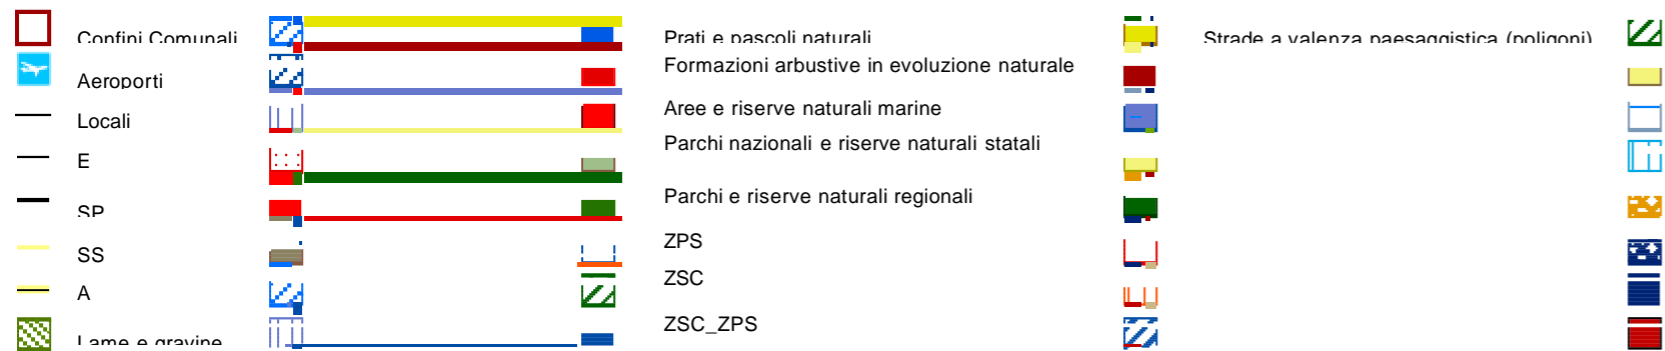 Confini Comunali
Aeroporti
Locali
E
SP
SS
A
Lame e gravine
Prati e pascoli naturali
Formazioni arbustive in evoluzione naturale
Aree e riserve naturali marine
Parchi nazionali e riserve naturali statali
Parchi e riserve naturali regionali
ZPS
ZSC
ZSC_ZPS
Strade a valenza paesaggistica (poligoni)